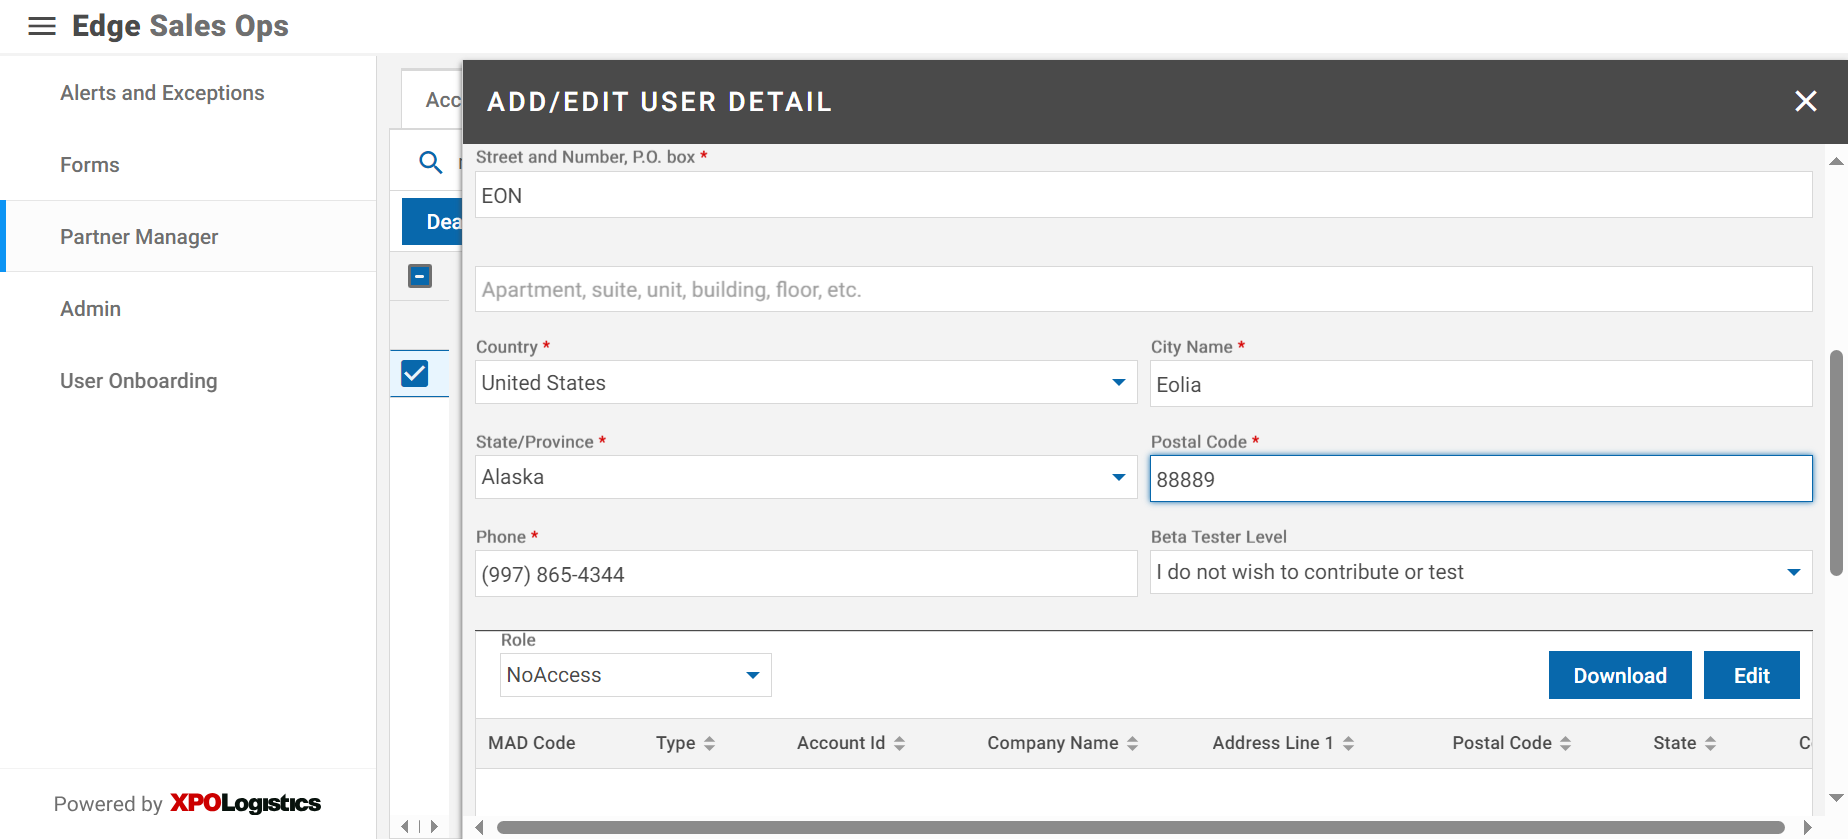 Edge Sales Ops
Alerts and Exceptions
Forms
Partner Manager
Admin
User Onboarding
Powered by XPOLogistics
Acc
Dea
ADD/EDIT USER DETAIL
Street and Number, P.O. box *
EON
Apartment, suite, unit, building, floor, etc.
Country *
United States
City Name *
Eolia
State/Province *
Alaska
Postal Code *
88889
Phone *
(997) 865-4344
Beta Tester Level
I do not wish to contribute or test
Role
NoAccess
Download
Edit
MAD Code Type Account Id Company Name Address Line 1 Postal Code State C